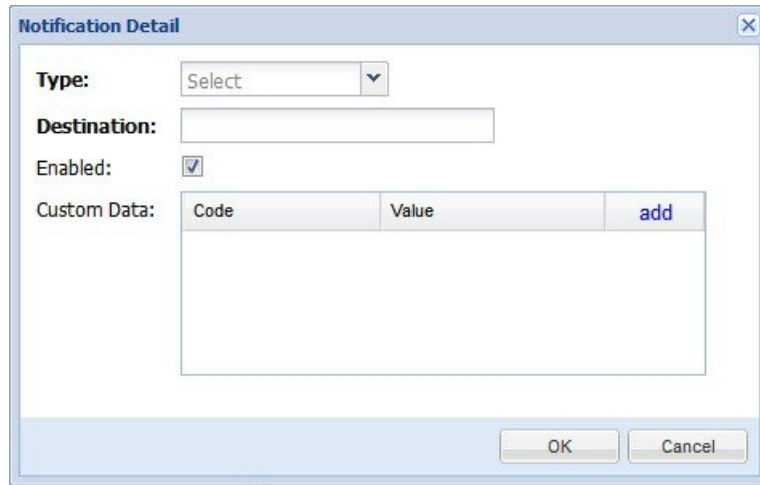 Notification Detail
Type: Select
Destination:
Enabled:
Custom Data: Code Value add
OK Cancel